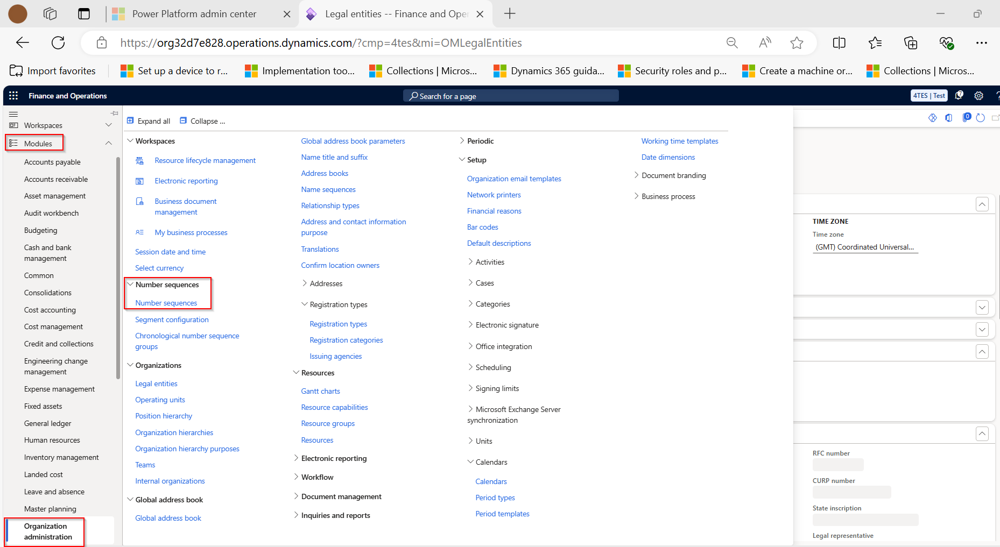 Power Platform admin center
Legal entities -- Finance and Oper
https://org32d7e828.operations.dynamics.com/?cmp=4tes&mi=OMLegalEntities
Import favorites
Set up a device to r...
Implementation too...
Collections | Micros...
Dynamics 365 guida...
Security roles and p...
Create a machine or...
Collections | Micros...
Finance and Operations
Search for a page
4TES | Test
7
?
Workspaces
Modules
Accounts payable
Accounts receivable
Asset management
Audit workbench
Budgeting
Cash and bank
management
Common
Consolidations
Cost accounting
Cost management
Credit and collections
Engineering change
management
Expense management
Fixed assets
General ledger
Human resources
Inventory management
Landed cost
Leave and absence
Master planning
Organization
administration
Expand all
Collapse ...
Workspaces
Resource lifecycle management
Electronic reporting
Business document
management
My business processes
Session date and time
Select currency
Number sequences
Number sequences
Segment configuration
Chronological number sequence
groups
Organizations
Legal entities
Operating units
Position hierarchy
Organization hierarchies
Organization hierarchy purposes
Teams
Internal organizations
Global address book
Global address book
Global address book parameters
Name title and suffix
Address books
Name sequences
Relationship types
Address and contact information
purpose
Translations
Confirm location owners
Addresses
Registration types
Registration types
Registration categories
Issuing agencies
Resources
Gantt charts
Resource capabilities
Resource groups
Resources
Electronic reporting
Workflow
Document management
Inquiries and reports
Periodic
Setup
Organization email templates
Network printers
Financial reasons
Bar codes
Default descriptions
Activities
Cases
Categories
Electronic signature
Office integration
Scheduling
Signing limits
Microsoft Exchange Server
synchronization
Units
Calendars
Calendars
Period types
Period templates
Working time templates
Date dimensions
Document branding
Business process
0
TIME ZONE
Time zone
(GMT) Coordinated Universal...
RFC number
CURP number
State inscription
Legal representative